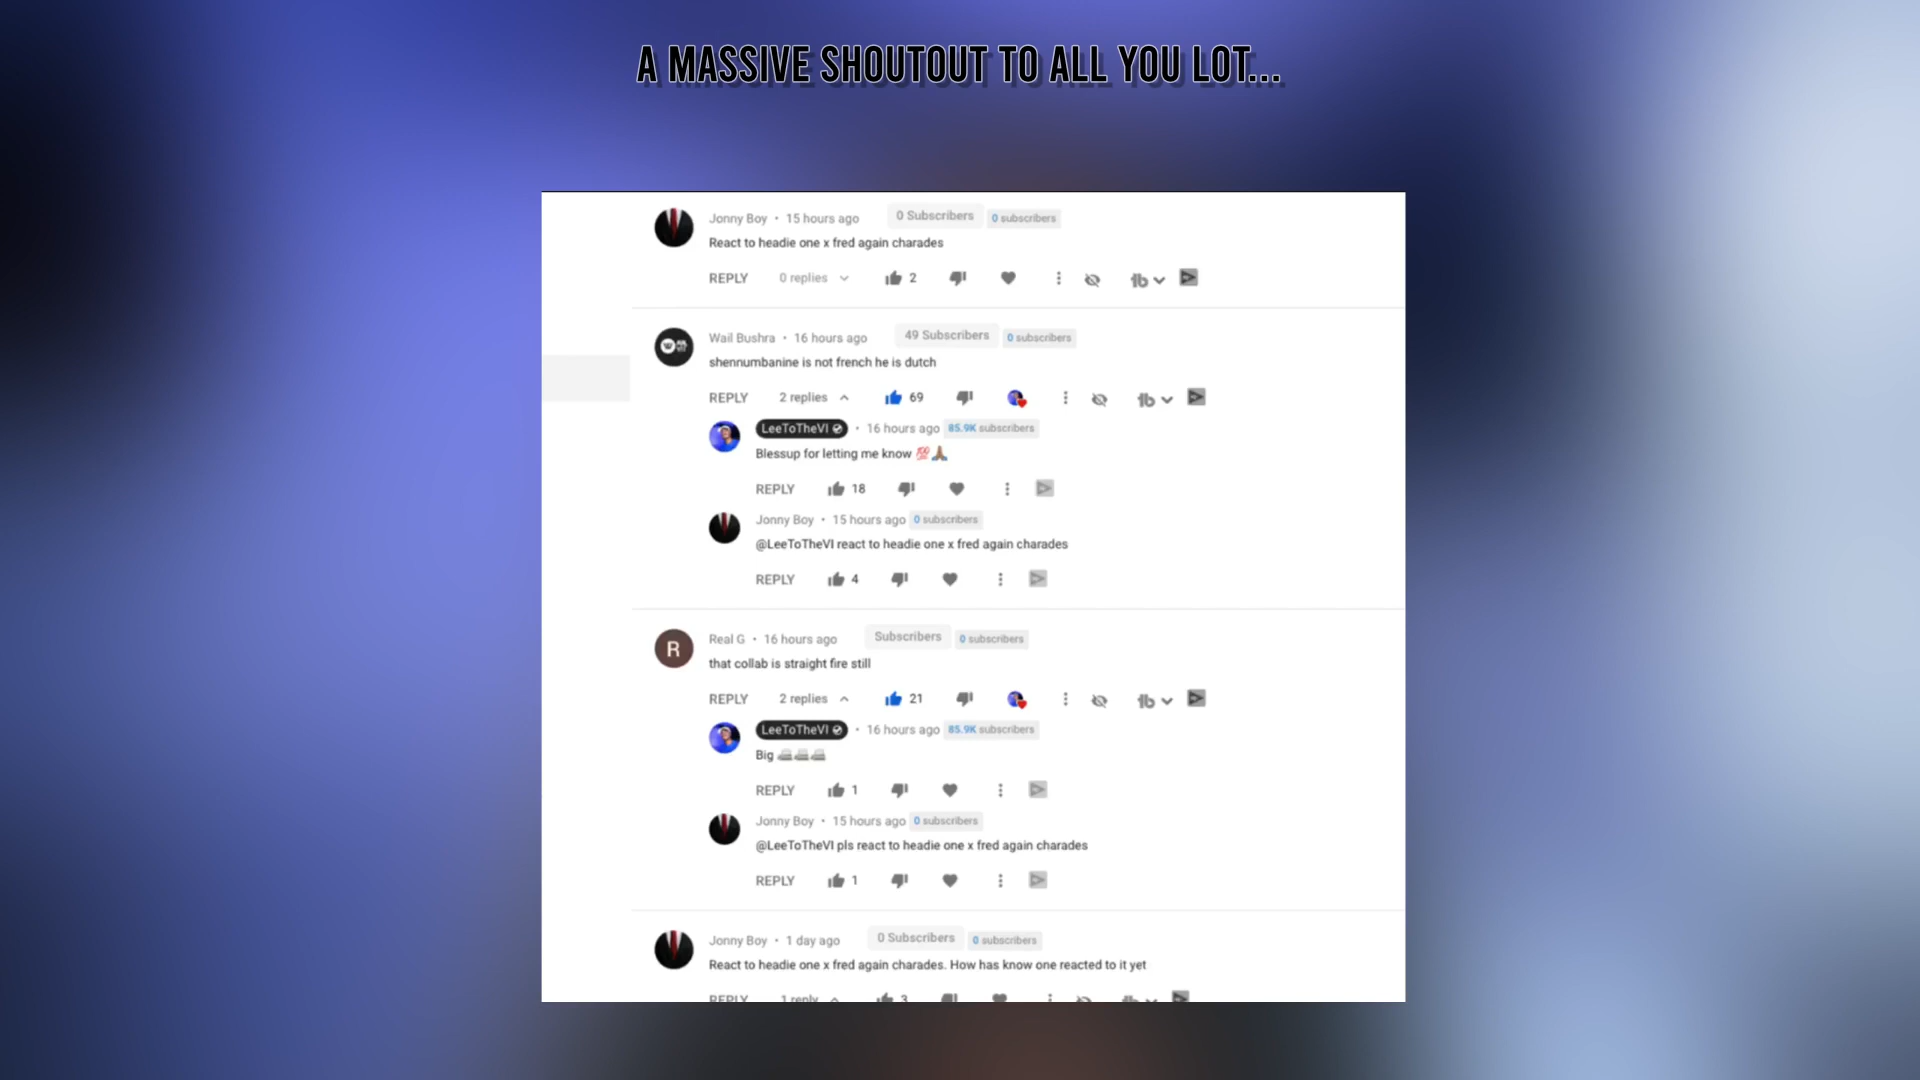 A MASSIVE SHOUTOUT TO ALL YOU LOT...
Jonny Boy • 15 hours ago 0 Subscribers 0 subscribers
React to headie one x fred again charades
REPLY 0 replies 2
Wail Bushra • 16 hours ago 49 Subscribers 0 subscribers
shennumbanine is not french he is dutch
REPLY 2 replies 69
LeeToTheVI • 16 hours ago 85.9K subscribers
Blessup for letting me know 💯🙏🏽
REPLY 18
Jonny Boy • 15 hours ago 0 subscribers
@LeeToTheVI react to headie one x fred again charades
REPLY 4
R
Real G • 16 hours ago Subscribers 0 subscribers
that collab is straight fire still
REPLY 2 replies 21
LeeToTheVI • 16 hours ago 85.9K subscribers
Big
REPLY 1
Jonny Boy • 15 hours ago 0 subscribers
@LeeToTheVI pls react to headie one x fred again charades
REPLY 1
Jonny Boy • 1 day ago 0 Subscribers 0 subscribers
React to headie one x fred again charades. How has know one reacted to it yet
REPLY 1 reply 3